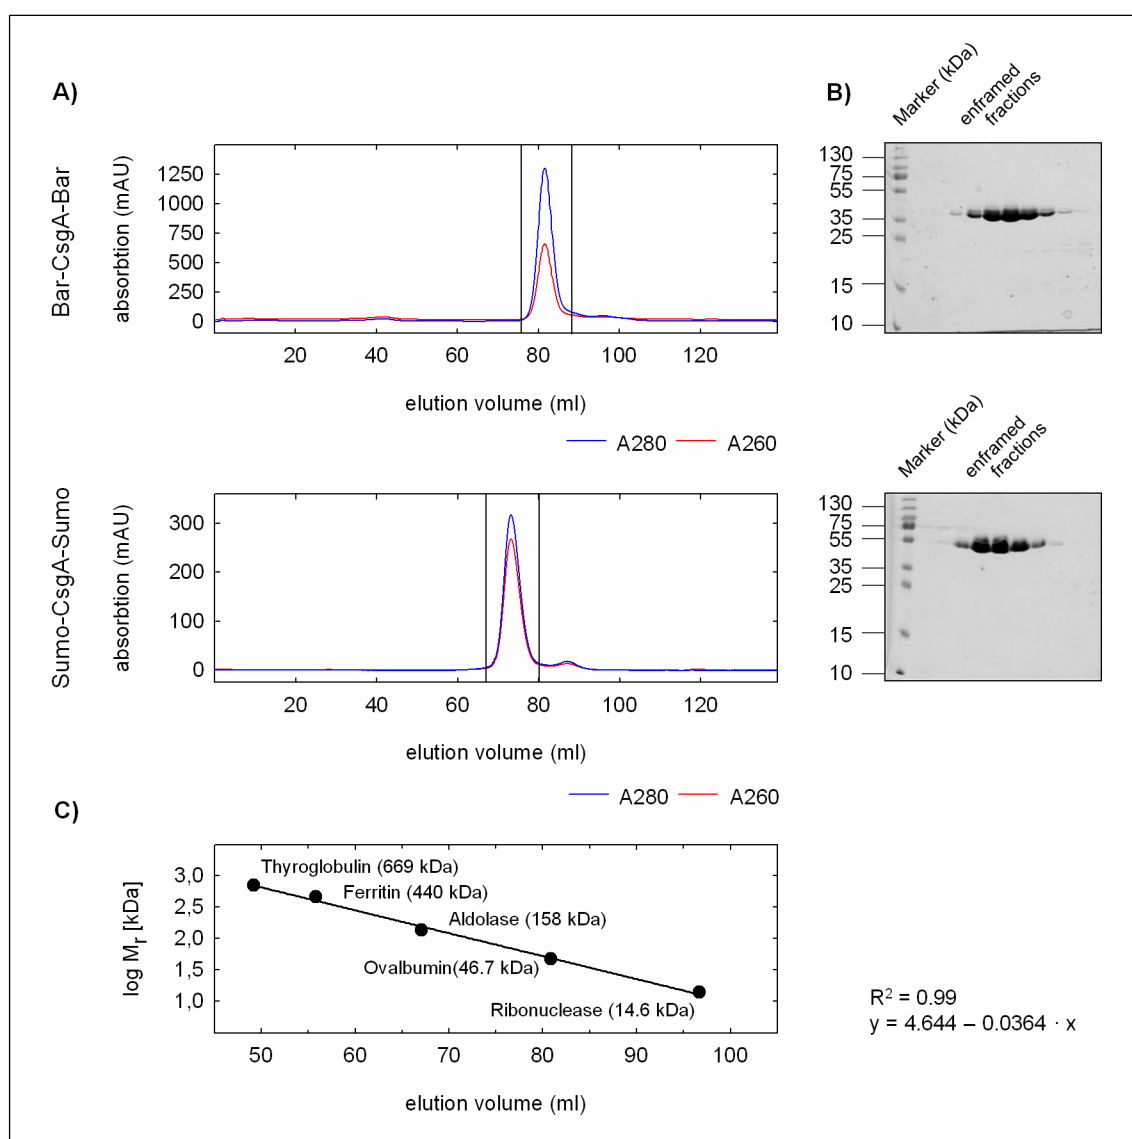 A)
Bar-CsgA-Bar
absorbtion (mAU)
1250
1000
750
500
250
0
20 40 60 80 100 120
elution volume (ml)
A280 A260
B)
Marker (kDa)
enframed
fractions
130
75
55
35
25
15
10
Sumo-CsgA-Sumo
absorbtion (mAU)
300
200
100
0
20 40 60 80 100 120
elution volume (ml)
A280 A260
Marker (kDa)
enframed
fractions
130
75
55
35
25
15
10
C)
log Mr [kDa]
3,0
2,5
2,0
1,5
1,0
Thyroglobulin (669 kDa)
Ferritin (440 kDa)
Aldolase (158 kDa)
Ovalbumin(46.7 kDa)
Ribonuclease (14.6 kDa)
50 60 70 80 90 100
elution volume (ml)
R² = 0.99
y = 4.644 – 0.0364 · x